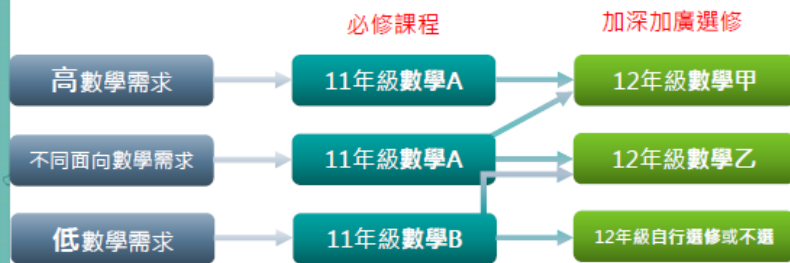 必修課程
加深加廣選修
高數學需求
11年級數學A
12年級數學甲
不同面向數學需求
11年級數學A
12年級數學乙
低數學需求
11年級數學B
12年級自行選修或不選